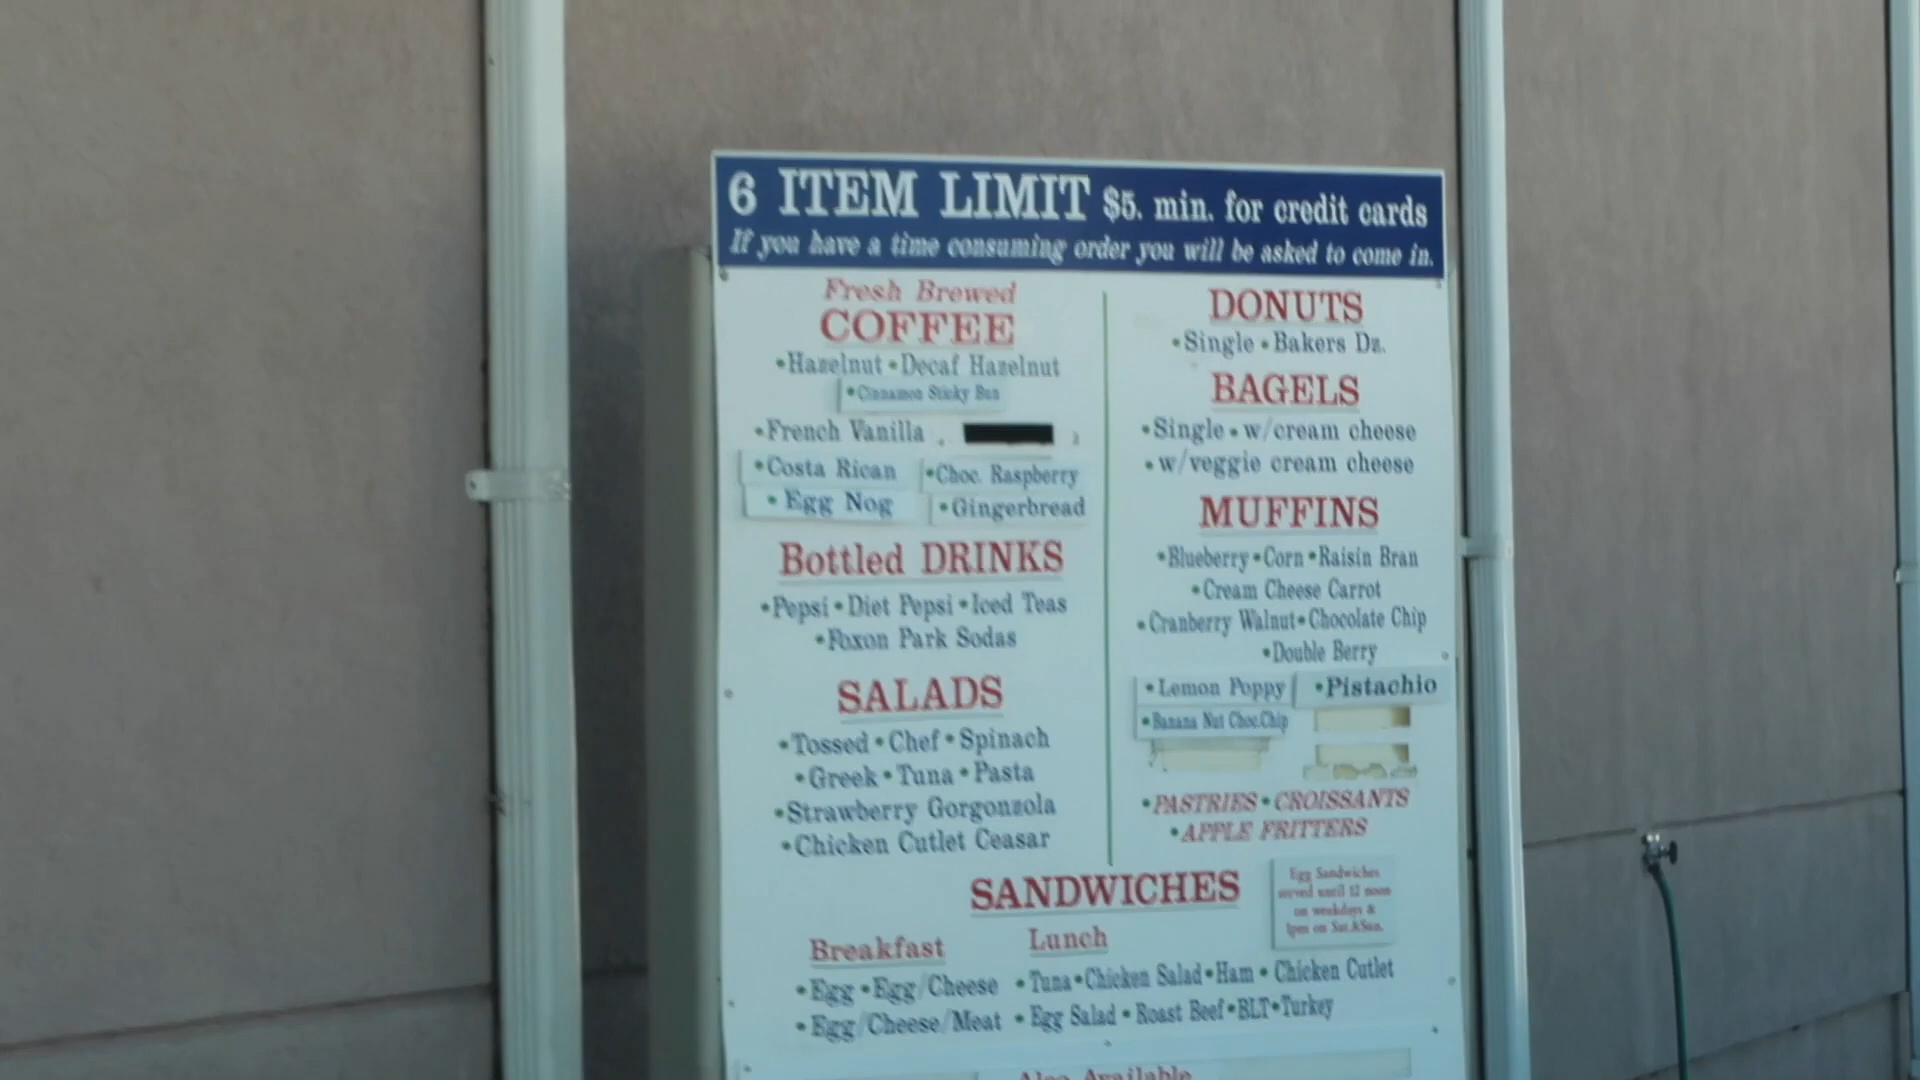 6 ITEM LIMIT $5. min. for credit cards
If you have a time consuming order you will be asked to come in.
Fresh Brewed
COFFEE
•Hazelnut •Decaf Hazelnut
•Cinnamon Sticky Bun
•French Vanilla
•Costa Rican •Choc. Raspberry
•Egg Nog •Gingerbread
Bottled DRINKS
•Pepsi •Diet Pepsi •Iced Teas
•Foxon Park Sodas
SALADS
•Tossed •Chef •Spinach
•Greek •Tuna •Pasta
•Strawberry Gorgonzola
•Chicken Cutlet Ceasar
DONUTS
•Single •Bakers Dz.
BAGELS
•Single •w/cream cheese
•w/veggie cream cheese
MUFFINS
•Blueberry •Corn •Raisin Bran
•Cream Cheese Carrot
•Cranberry Walnut •Chocolate Chip
•Double Berry
•Lemon Poppy •Pistachio
•Banana Nut Choc.Chip
•PASTRIES •CROISSANTS
•APPLE FRITTERS
SANDWICHES
Egg Sandwiches
served until 12 noon
on weekdays &
1pm on Sat.&Sun.
Breakfast
•Egg •Egg/Cheese
•Egg/Cheese/Meat
Lunch
•Tuna •Chicken Salad •Ham •Chicken Cutlet
•Egg Salad •Roast Beef •BLT •Turkey
Also Available